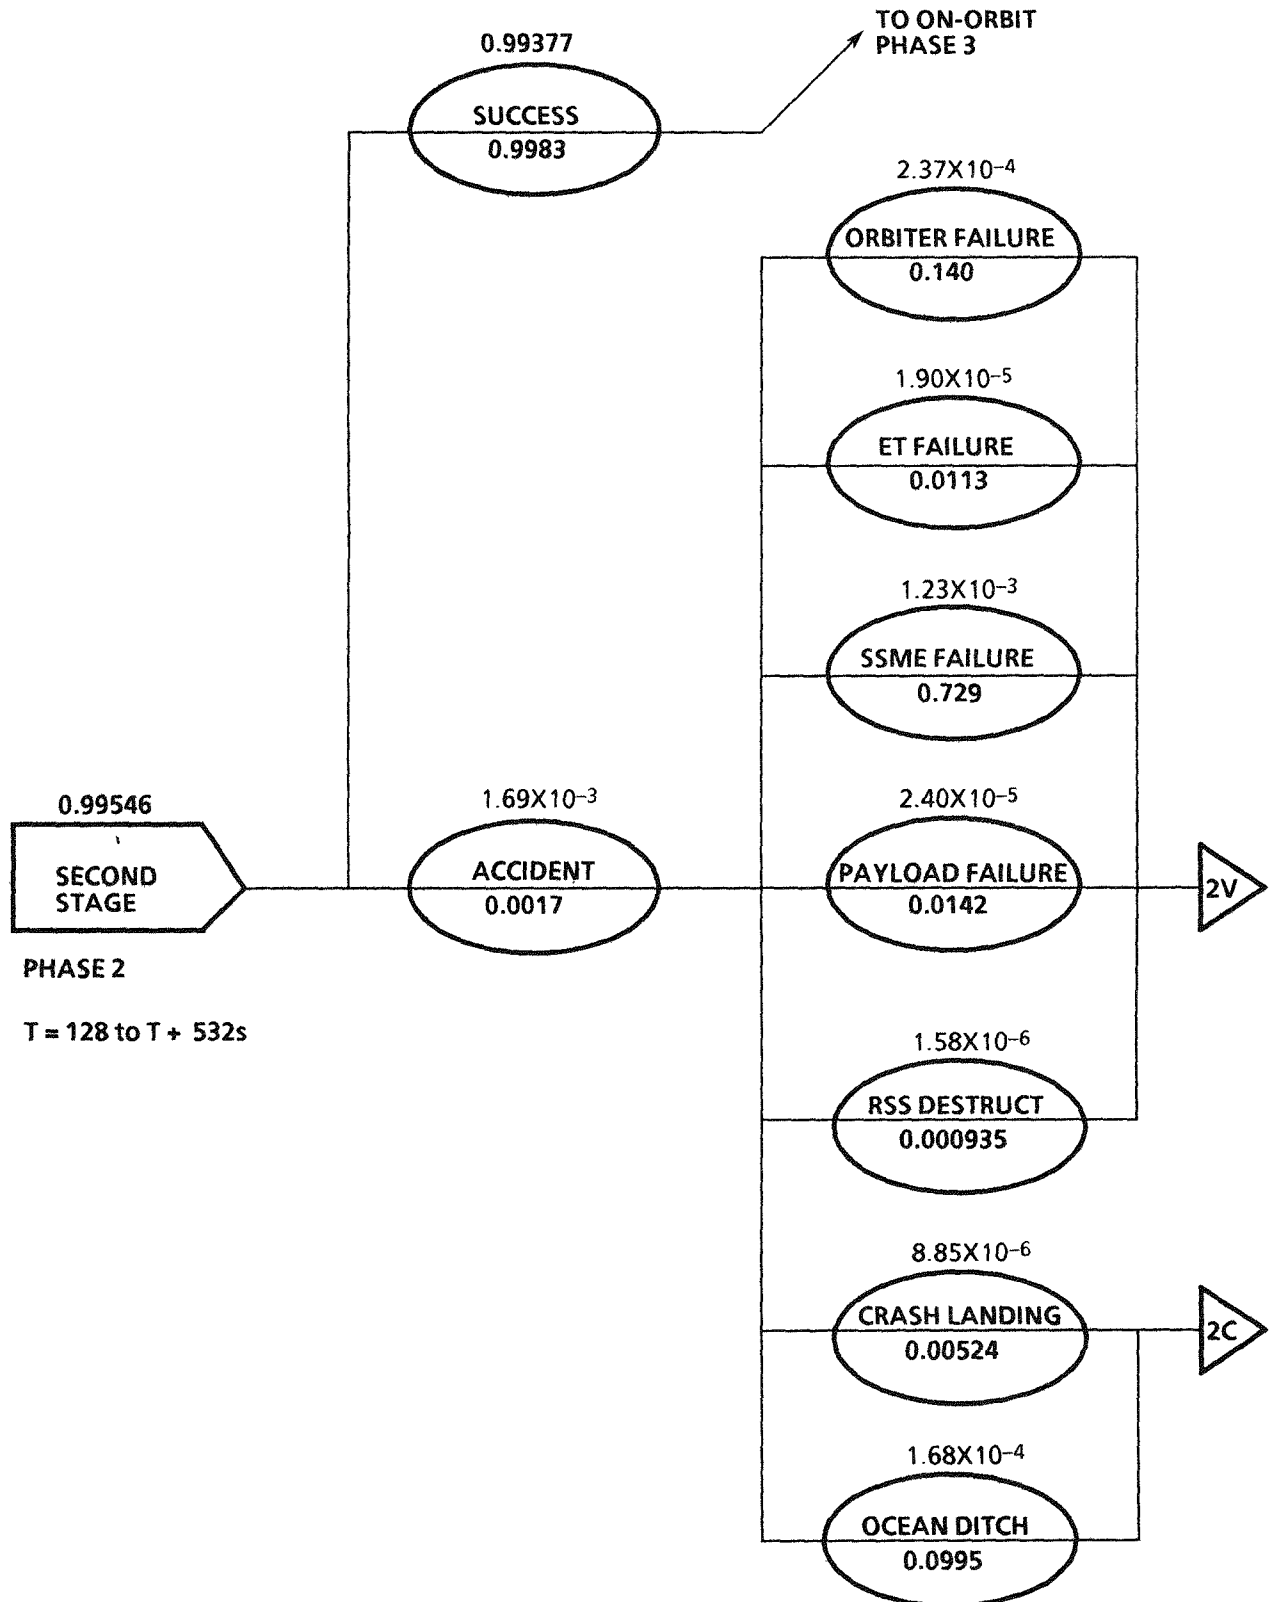 TO ON-ORBIT
PHASE 3
0.99377
SUCCESS
0.9983
2.37X10–4
ORBITER FAILURE
0.140
1.90X10–5
ET FAILURE
0.0113
1.23X10–3
SSME FAILURE
0.729
0.99546
SECOND
STAGE
PHASE 2
T = 128 to T + 532s
1.69X10–3
ACCIDENT
0.0017
2.40X10–5
PAYLOAD FAILURE
0.0142
2V
1.58X10–6
RSS DESTRUCT
0.000935
8.85X10–6
CRASH LANDING
0.00524
2C
1.68X10–4
OCEAN DITCH
0.0995